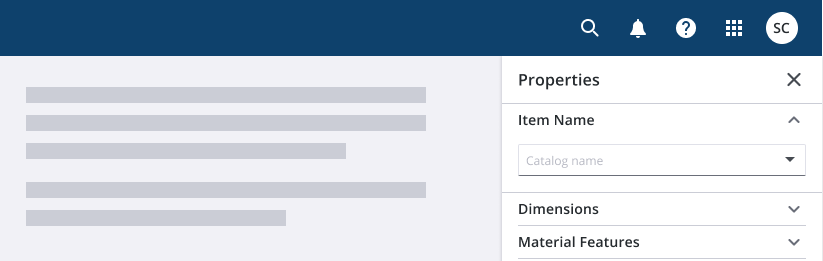 SC
Properties
Item Name
Catalog name
Dimensions
Material Features